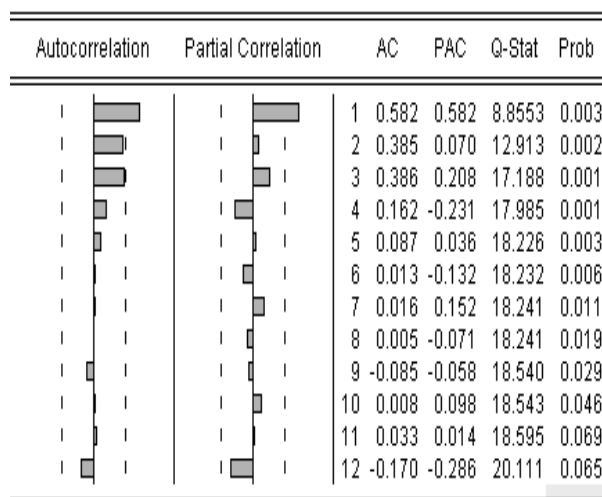 Autocorrelation Partial Correlation AC PAC Q-Stat Prob
1 0.582 0.582 8.8553 0.003
2 0.385 0.070 12.913 0.002
3 0.386 0.208 17.188 0.001
4 0.162 -0.231 17.985 0.001
5 0.087 0.036 18.226 0.003
6 0.013 -0.132 18.232 0.006
7 0.016 0.152 18.241 0.011
8 0.005 -0.071 18.241 0.019
9 -0.085 -0.058 18.540 0.029
10 0.008 0.098 18.543 0.046
11 0.033 0.014 18.595 0.069
12 -0.170 -0.286 20.111 0.065